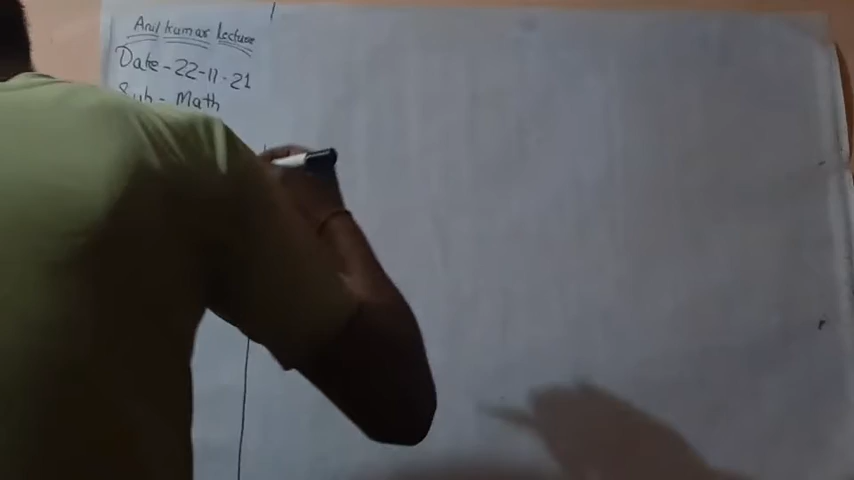 Anil kumar Lecture
Date - 22-11-21
Sub - Math